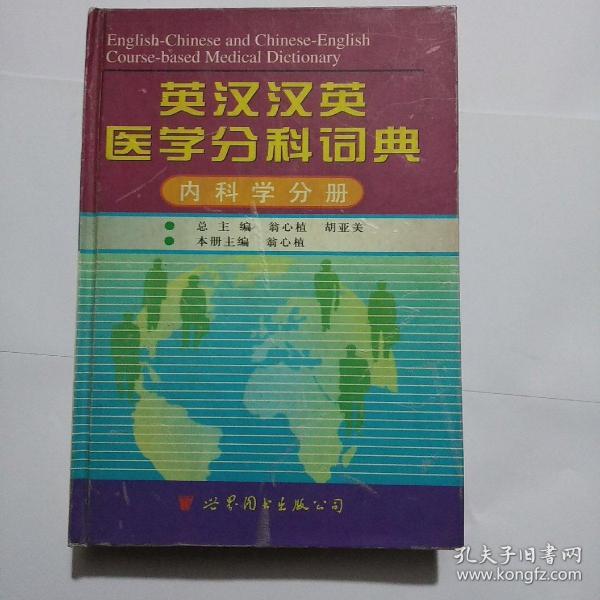 English-Chinese and Chinese-English
Course-based Medical Dictionary
英汉汉英
医学分科词典
内科学分册
总主编 翁心植 胡亚美
本册主编 翁心植
世界图书出版公司
孔夫子旧书网
www.kongfz.com